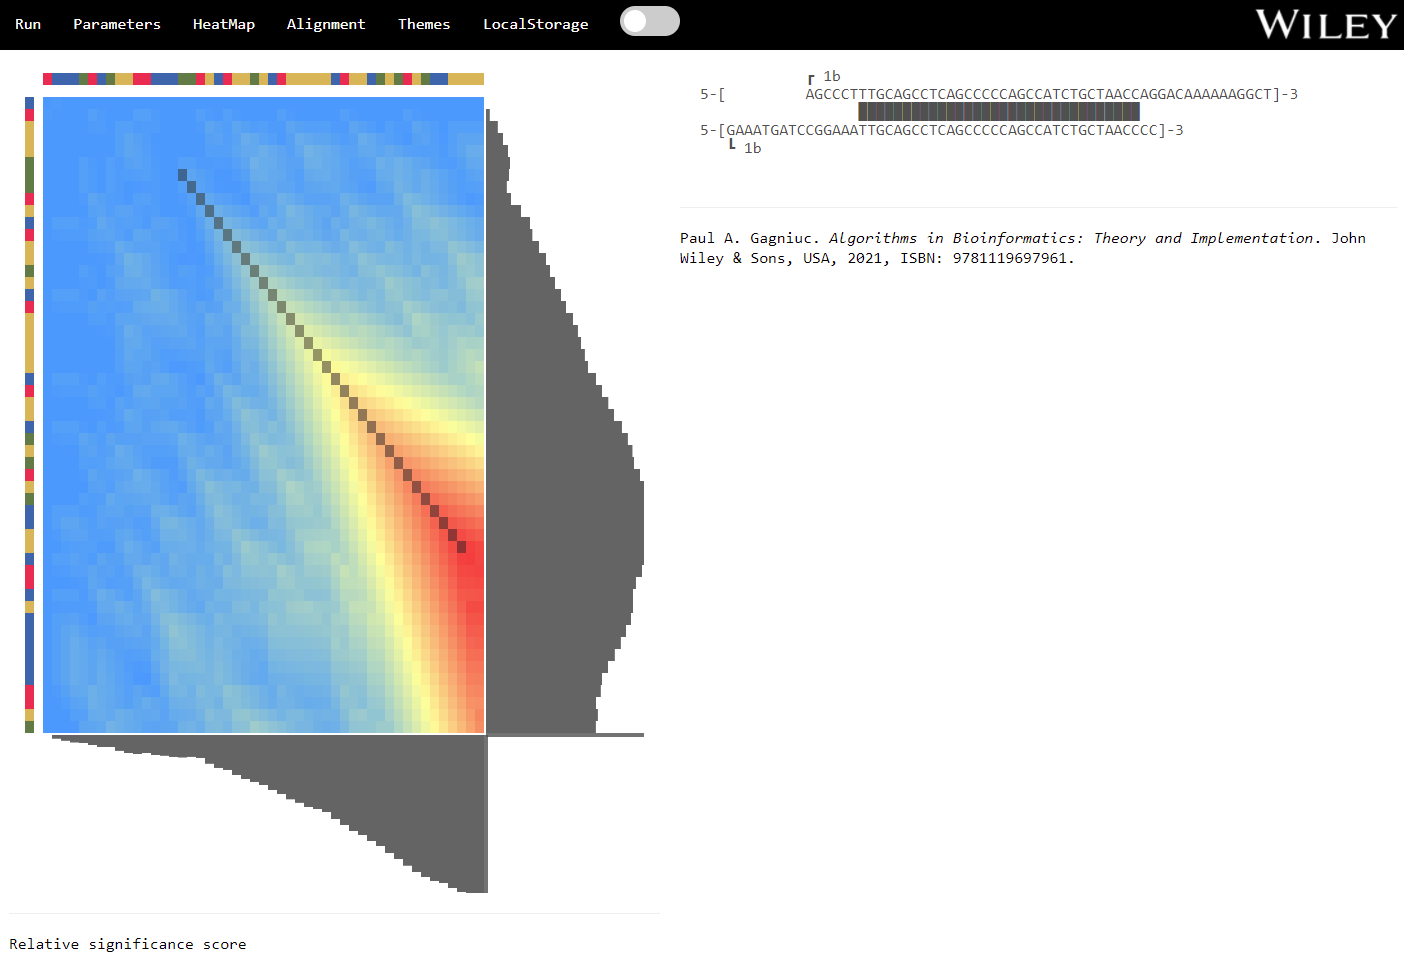 Run Parameters HeatMap Alignment Themes LocalStorage WILEY
┏ 1b
5-[         AGCCCTTTGCAGCCTCAGCCCCCAGCCATCTGCTAACCAGGACAAAAAAGGCT]-3
5-[GAAATGATCCGGAAATTGCAGCCTCAGCCCCCAGCCATCTGCTAACCCC]-3
┗ 1b
Paul A. Gagniuc. Algorithms in Bioinformatics: Theory and Implementation. John
Wiley & Sons, USA, 2021, ISBN: 9781119697961.
Relative significance score